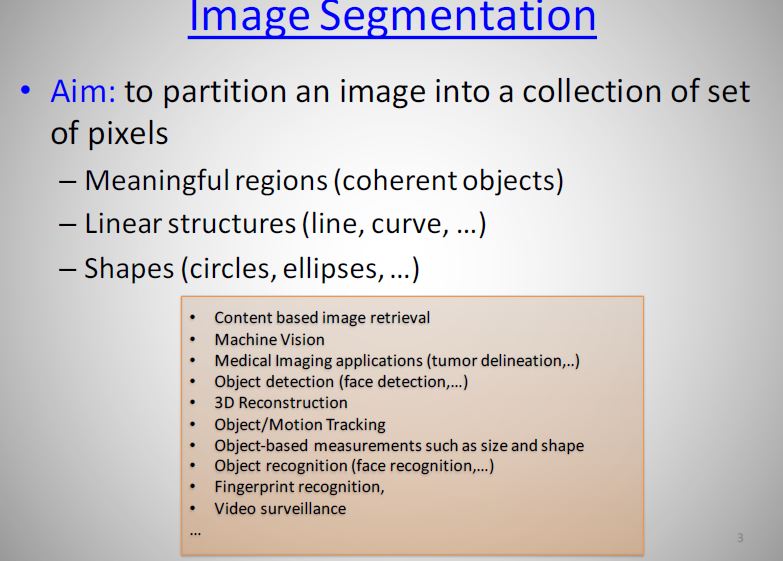 Image Segmentation
• Aim: to partition an image into a collection of set
of pixels
– Meaningful regions (coherent objects)
– Linear structures (line, curve, …)
– Shapes (circles, ellipses, …)
• Content based image retrieval
• Machine Vision
• Medical Imaging applications (tumor delineation,..)
• Object detection (face detection,…)
• 3D Reconstruction
• Object/Motion Tracking
• Object-based measurements such as size and shape
• Object recognition (face recognition,…)
• Fingerprint recognition,
• Video surveillance
…
3